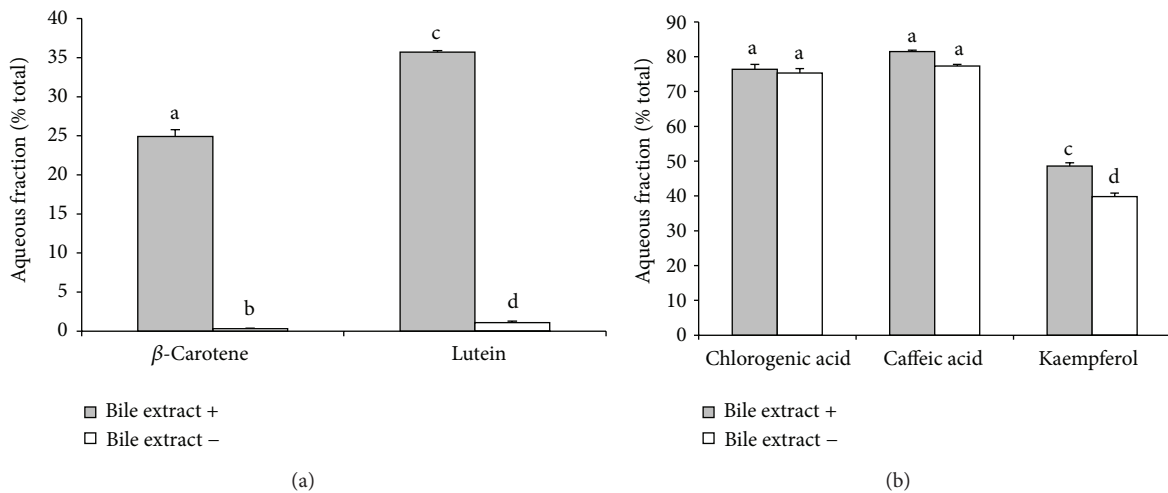 Aqueous fraction (% total)
40
35
30
25
20
15
10
5
0
a
b
c
d
β-Carotene
Lutein
Bile extract +
Bile extract −
(a)
Aqueous fraction (% total)
90
80
70
60
50
40
30
20
10
0
a
a
a
a
c
d
Chlorogenic acid
Caffeic acid
Kaempferol
Bile extract +
Bile extract −
(b)